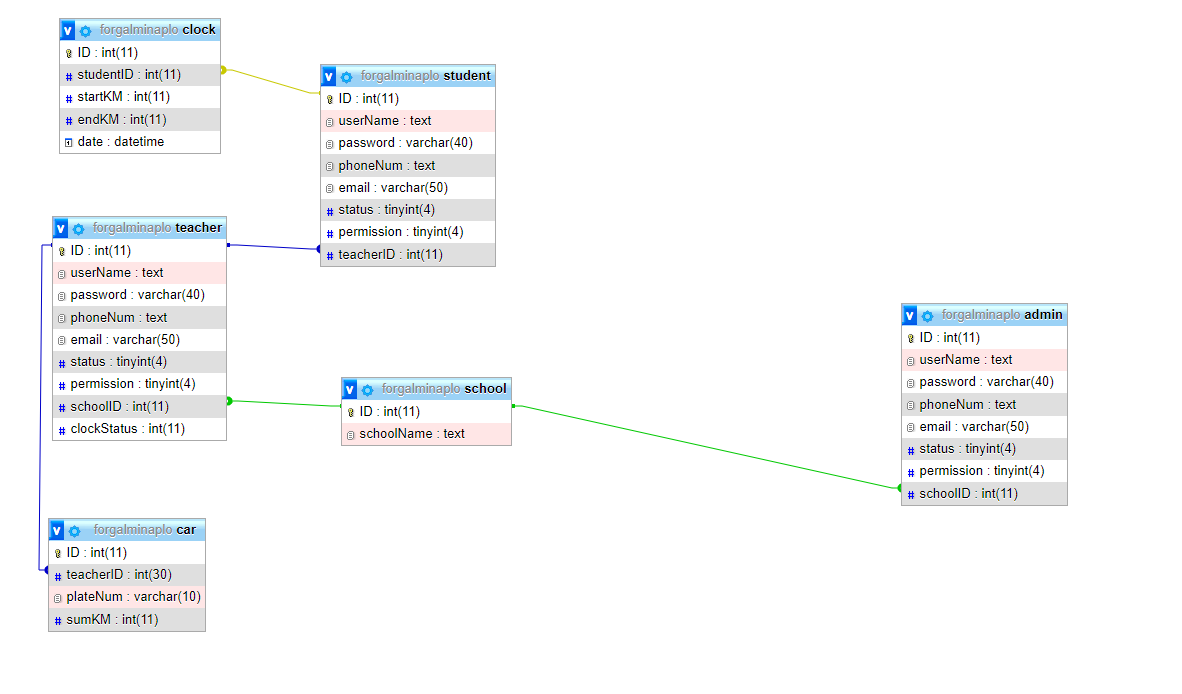 v forgalminaplo clock
ID : int(11)
# studentID : int(11)
# startKM : int(11)
# endKM : int(11)
date : datetime
v forgalminaplo student
ID : int(11)
userName : text
password : varchar(40)
phoneNum : text
email : varchar(50)
# status : tinyint(4)
# permission : tinyint(4)
# teacherID : int(11)
v forgalminaplo teacher
ID : int(11)
userName : text
password : varchar(40)
phoneNum : text
email : varchar(50)
# status : tinyint(4)
# permission : tinyint(4)
# schoolID : int(11)
# clockStatus : int(11)
v forgalminaplo school
ID : int(11)
schoolName : text
v forgalminaplo admin
ID : int(11)
userName : text
password : varchar(40)
phoneNum : text
email : varchar(50)
# status : tinyint(4)
# permission : tinyint(4)
# schoolID : int(11)
v forgalminaplo car
ID : int(11)
# teacherID : int(30)
plateNum : varchar(10)
# sumKM : int(11)